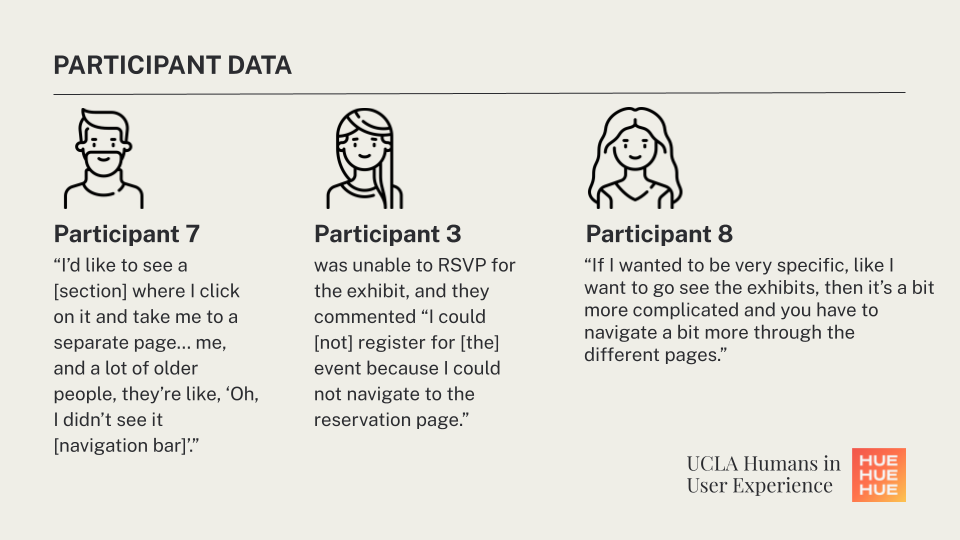 PARTICIPANT DATA
Participant 7
“I’d like to see a
[section] where I click
on it and take me to a
separate page... me,
and a lot of older
people, they’re like, ‘Oh,
I didn’t see it
[navigation bar]’.”
Participant 3
was unable to RSVP for
the exhibit, and they
commented “I could
[not] register for [the]
event because I could
not navigate to the
reservation page.”
Participant 8
“If I wanted to be very specific, like I
want to go see the exhibits, then it’s a bit
more complicated and you have to
navigate a bit more through the
different pages.”
UCLA Humans in
User Experience
HUE
HUE
HUE